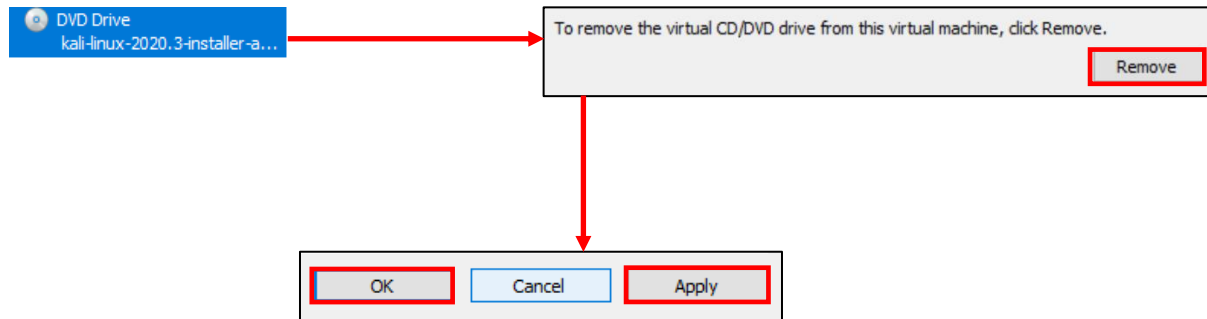 DVD Drive
kali-linux-2020.3-installer-a...
To remove the virtual CD/DVD drive from this virtual machine, click Remove.
Remove
OK
Cancel
Apply